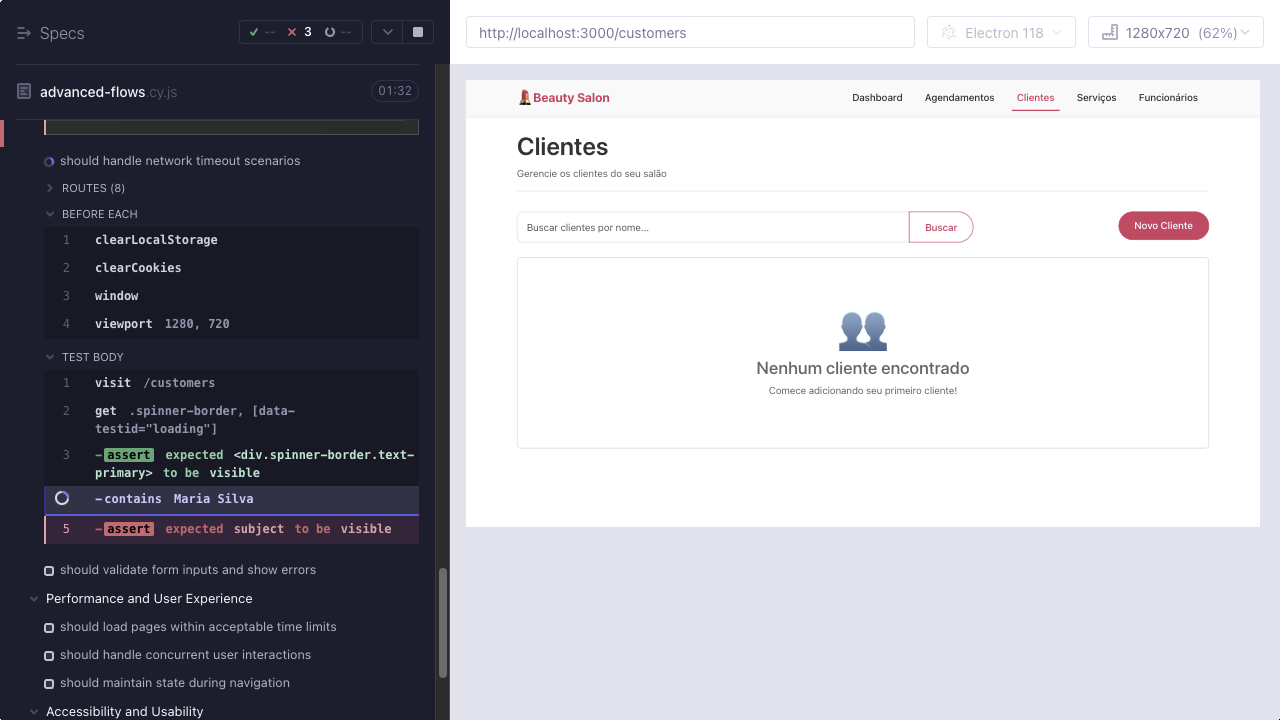 Specs
-- 3 --
advanced-flows.cy.js
01:32
should handle network timeout scenarios
ROUTES (8)
BEFORE EACH
1 clearLocalStorage
2 clearCookies
3 window
4 viewport 1280, 720
TEST BODY
1 visit /customers
2 get .spinner-border, [data-
testid="loading"]
3 -assert expected <div.spinner-border.text-
primary> to be visible
-contains Maria Silva
5 -assert expected subject to be visible
should validate form inputs and show errors
Performance and User Experience
should load pages within acceptable time limits
should handle concurrent user interactions
should maintain state during navigation
Accessibility and Usability
http://localhost:3000/customers
Electron 118
1280x720 (62%)
Beauty Salon
Dashboard Agendamentos Clientes Serviços Funcionários
Clientes
Gerencie os clientes do seu salão
Buscar clientes por nome...
Buscar
Novo Cliente
Nenhum cliente encontrado
Comece adicionando seu primeiro cliente!